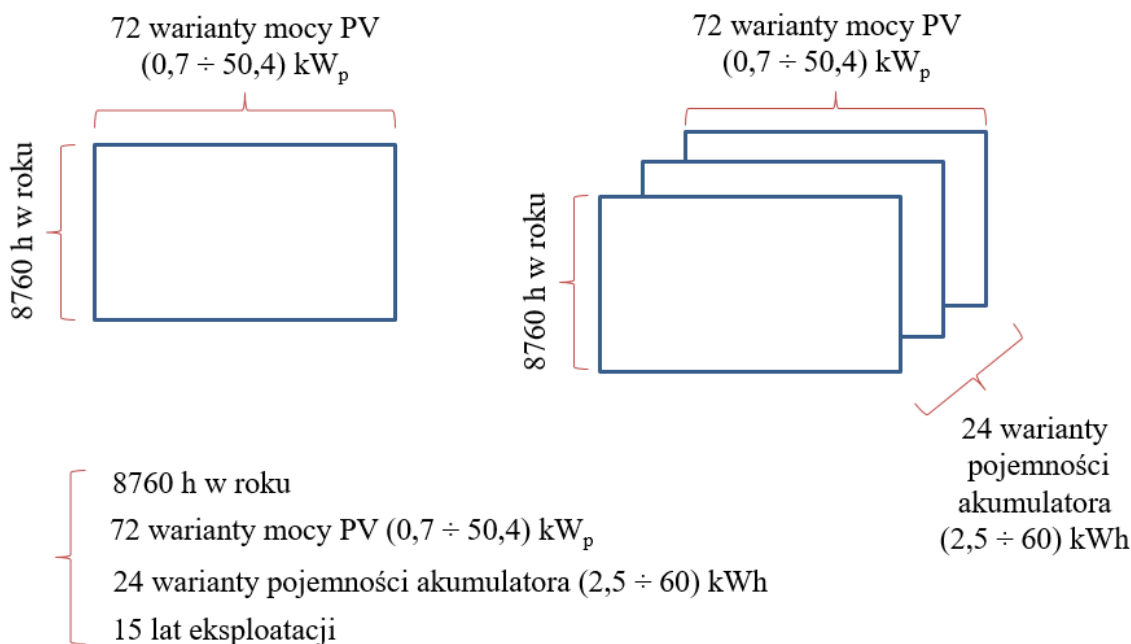 72 warianty mocy PV
(0,7 ÷ 50,4) kWₚ
8760 h w roku
72 warianty mocy PV
(0,7 ÷ 50,4) kWₚ
8760 h w roku
24 warianty
pojemności
akumulatora
(2,5 ÷ 60) kWh
8760 h w roku
72 warianty mocy PV (0,7 ÷ 50,4) kWₚ
24 warianty pojemności akumulatora (2,5 ÷ 60) kWh
15 lat eksploatacji